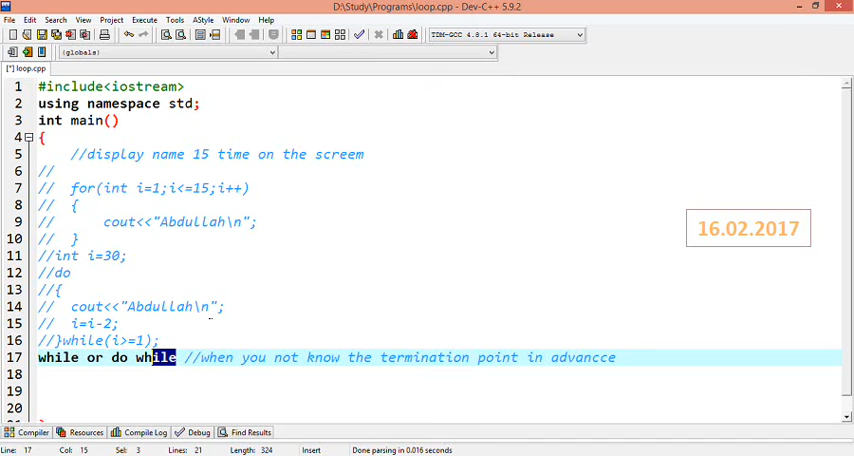 D:\Study\Programs\loop.cpp - Dev-C++ 5.9.2
File Edit Search View Project Execute Tools AStyle Window Help
TDM-GCC 4.8.1 64-bit Release
(globals)
[*] loop.cpp
1 #include<iostream>
2 using namespace std;
3 int main()
4 {
5 //display name 15 time on the screem
6 //
7 // for(int i=1;i<=15;i++)
8 // {
9 // cout<<"Abdullah\n";
10 // }
11 //int i=30;
12 //do
13 //{
14 // cout<<"Abdullah\n";
15 // i=i-2;
16 //}while(i>=1);
17 while or do while //when you not know the termination point in advancce
18
19
20
16.02.2017
Compiler Resources Compile Log Debug Find Results
Line: 17 Col: 15 Sel: 3 Lines: 21 Length: 324 Insert Done parsing in 0.016 seconds